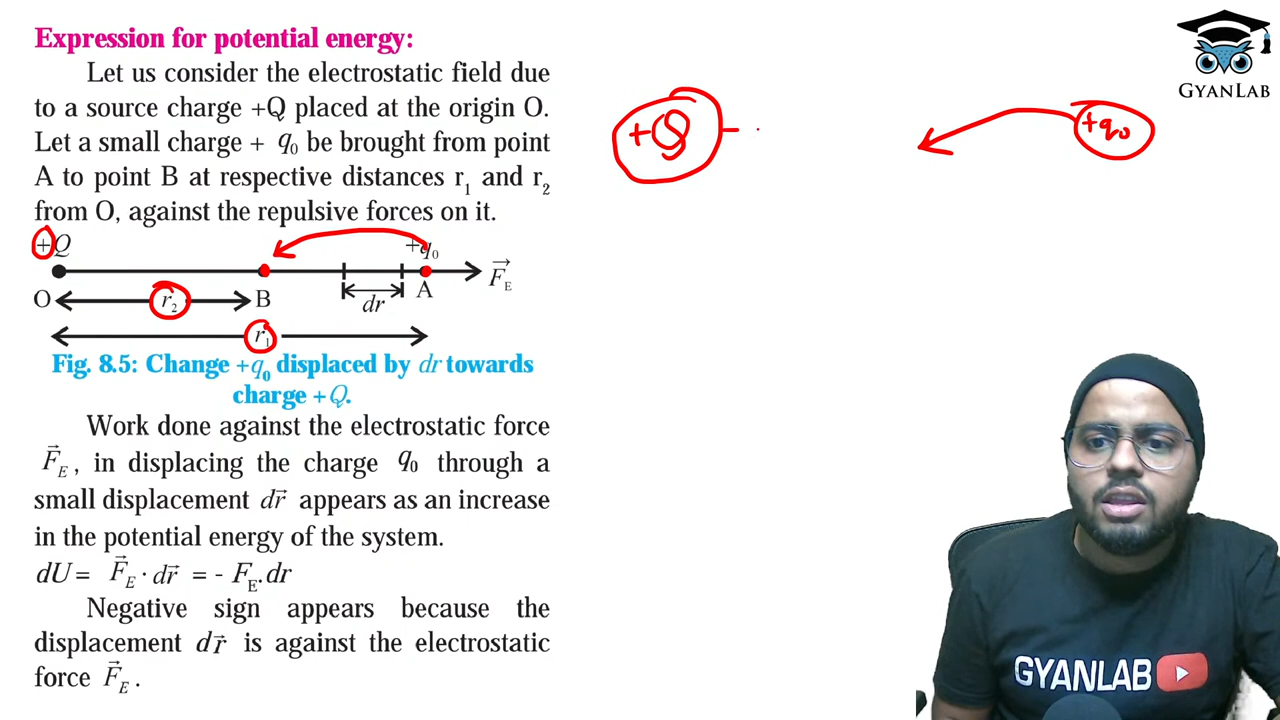 Expression for potential energy:
Let us consider the electrostatic field due
to a source charge +Q placed at the origin O.
Let a small charge + q₀ be brought from point
A to point B at respective distances r₁ and r₂
from O, against the repulsive forces on it.
+Q +q₀
O r₂ B dr A F⃗_E
r₁
Fig. 8.5: Change +q₀ displaced by dr towards
charge +Q.
Work done against the electrostatic force
F⃗_E, in displacing the charge q₀ through a
small displacement dr⃗ appears as an increase
in the potential energy of the system.
dU= F⃗_E · dr⃗ = - F_E.dr
Negative sign appears because the
displacement dr⃗ is against the electrostatic
force F⃗_E.
+Q
+q₀
GYANLAB
GYANLAB